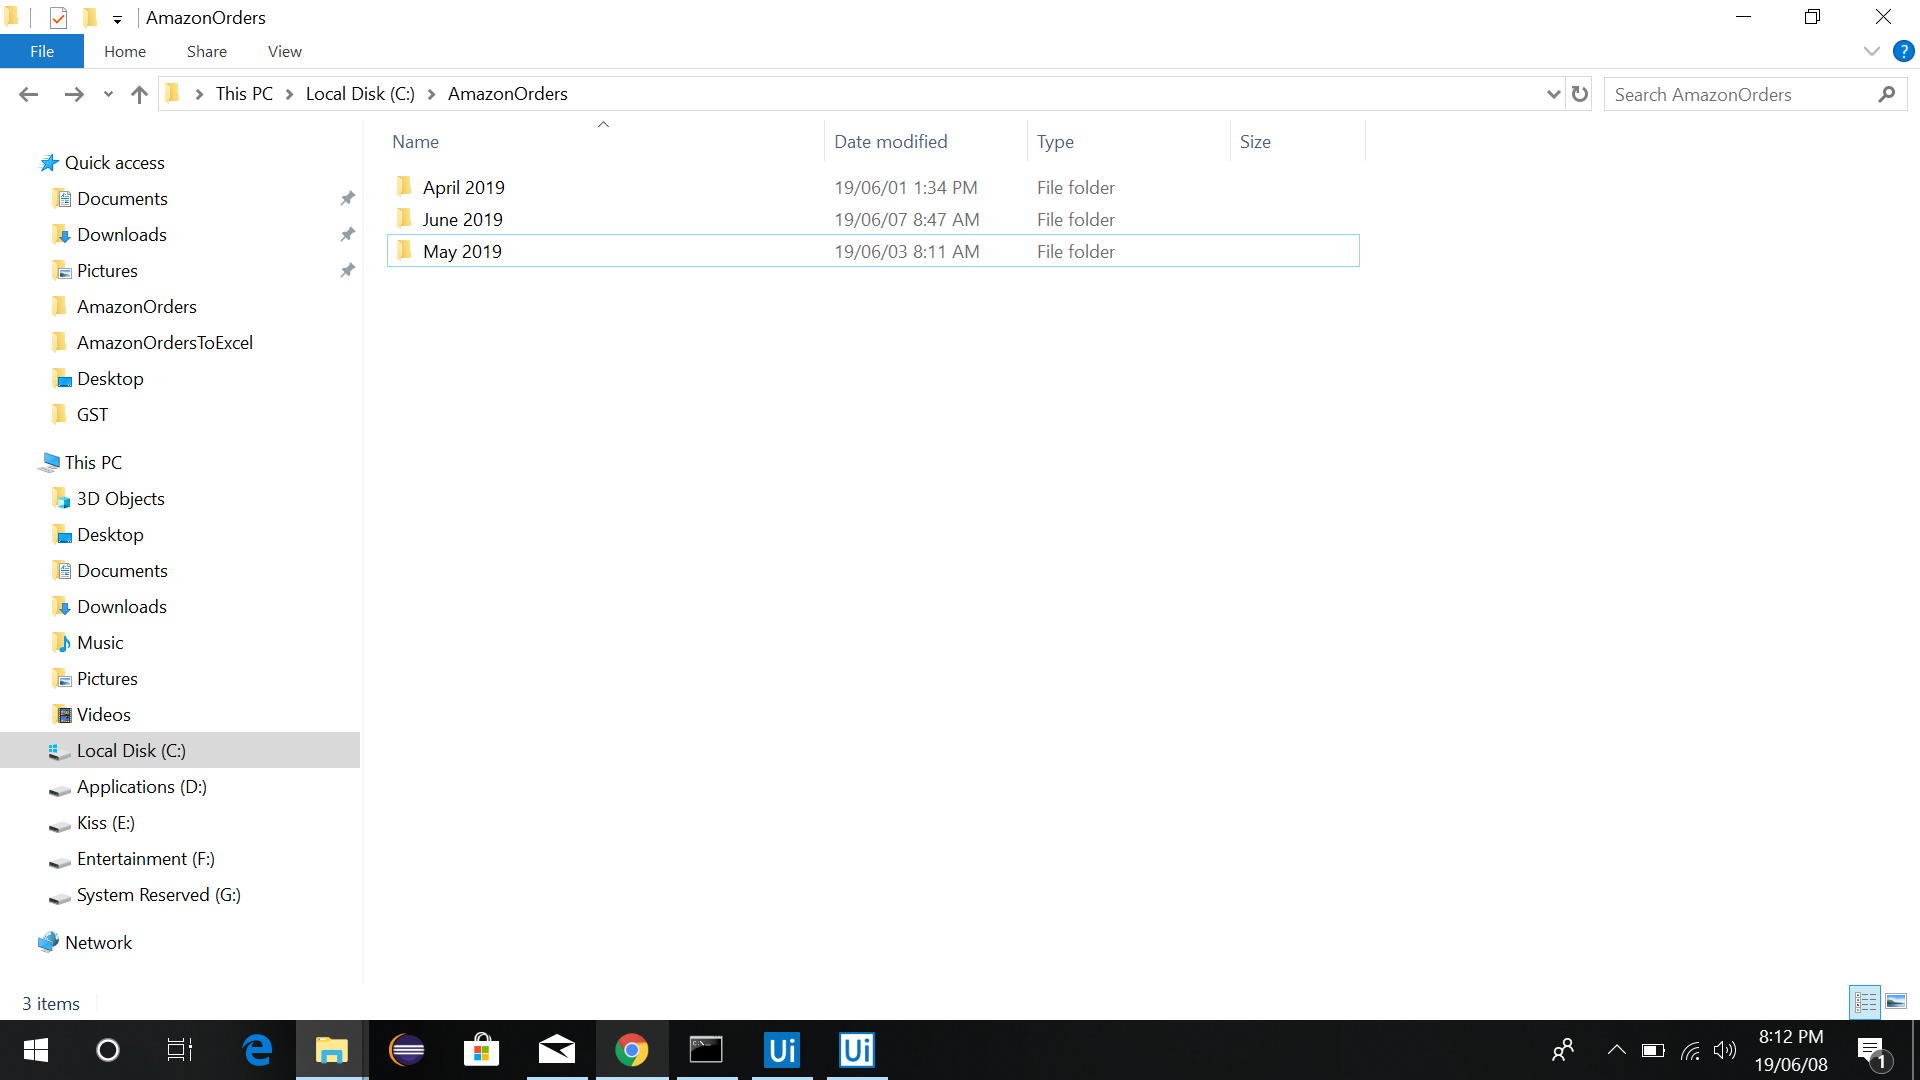 AmazonOrders
File Home Share View ?
This PC Local Disk (C:) AmazonOrders Search AmazonOrders
Name Date modified Type Size
April 2019 19/06/01 1:34 PM File folder
June 2019 19/06/07 8:47 AM File folder
May 2019 19/06/03 8:11 AM File folder
Quick access
Documents
Downloads
Pictures
AmazonOrders
AmazonOrdersToExcel
Desktop
GST
This PC
3D Objects
Desktop
Documents
Downloads
Music
Pictures
Videos
Local Disk (C:)
Applications (D:)
Kiss (E:)
Entertainment (F:)
System Reserved (G:)
Network
3 items
Ui Ui 8:12 PM 1
19/06/08